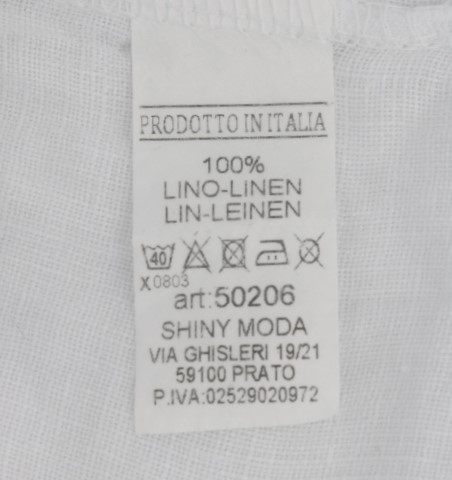 PRODOTTO IN ITALIA
100%
LINO-LINEN
LIN-LEINEN
40
X0803
art:50206
SHINY MODA
VIA GHISLERI 19/21
59100 PRATO
P.IVA:02529020972